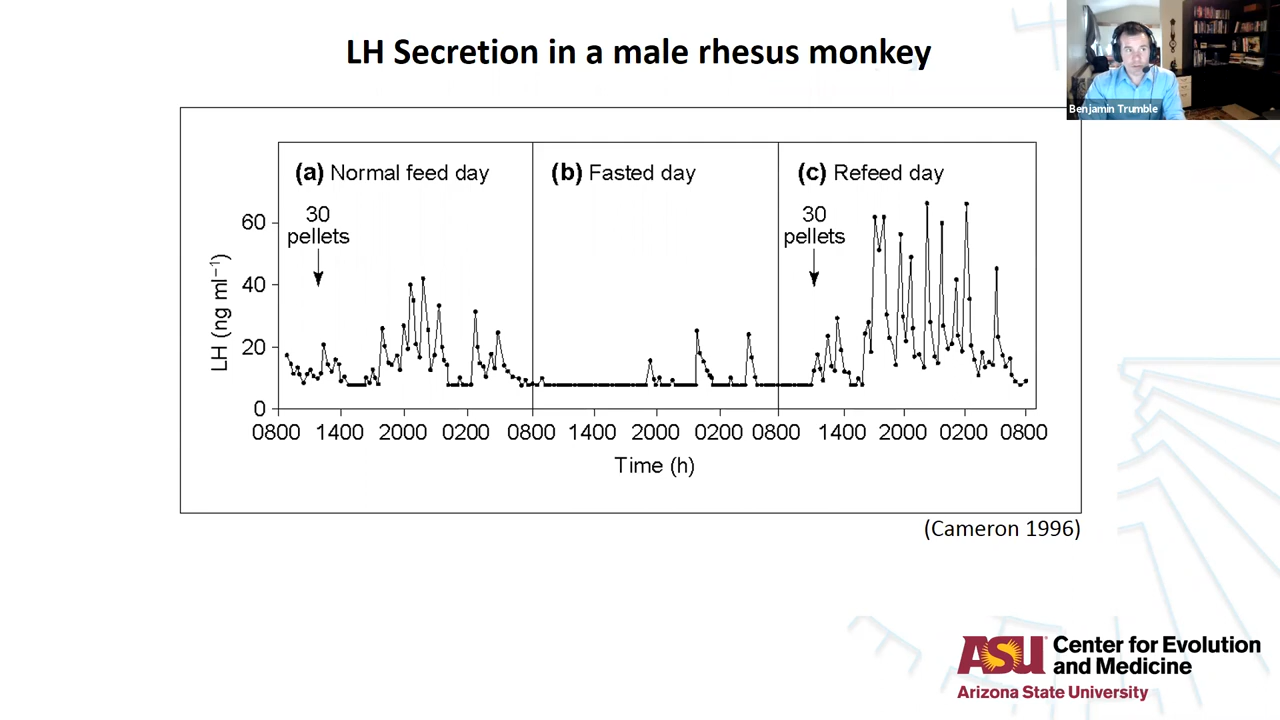 LH Secretion in a male rhesus monkey
Benjamin Trumble
(a) Normal feed day
(b) Fasted day
(c) Refeed day
30
pellets
30
pellets
60
40
20
0
LH (ng ml⁻¹)
0800 1400 2000 0200 0800 1400 2000 0200 0800 1400 2000 0200 0800
Time (h)
(Cameron 1996)
ASU Center for Evolution
and Medicine
Arizona State University